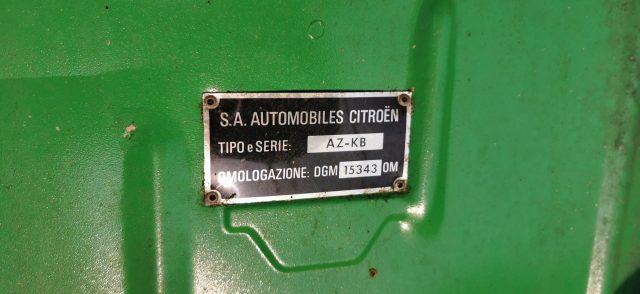 S.A. AUTOMOBILES CITROËN
TIPO e SERIE: AZ-KB
OMOLOGAZIONE: DGM 15343 OM